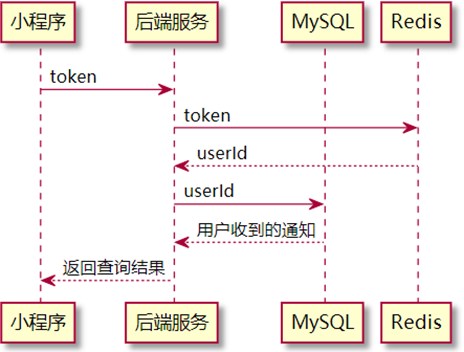 小程序 后端服务 MySQL Redis
token
token
userId
userId
用户收到的通知
返回查询结果
小程序 后端服务 MySQL Redis